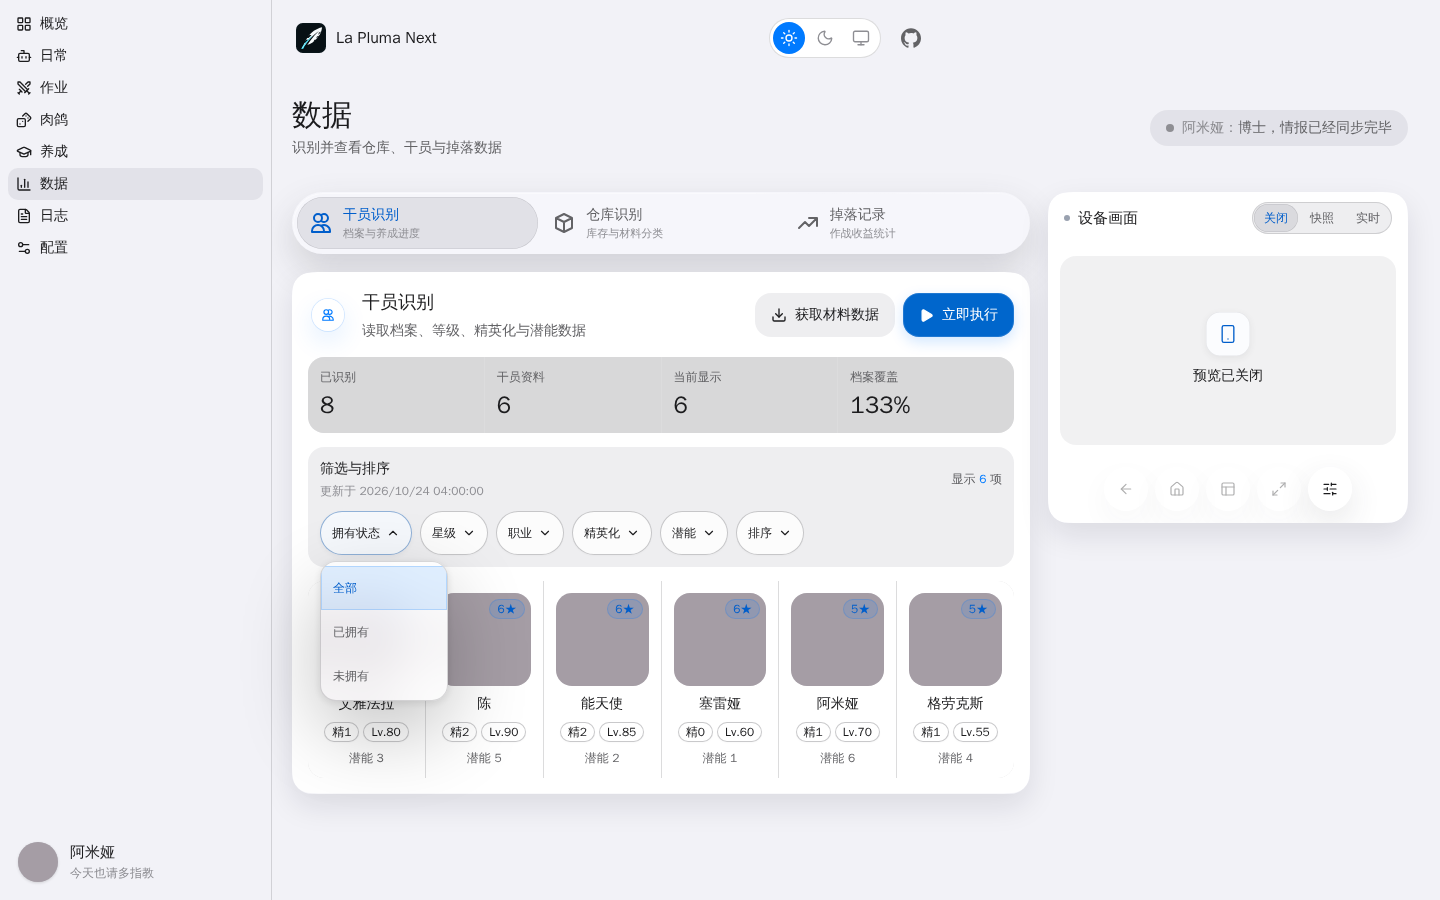 概览
日常
作业
肉鸽
养成
数据
日志
配置
阿米娅
今天也请多指教
La Pluma Next
数据
识别并查看仓库、干员与掉落数据
阿米娅：博士，情报已经同步完毕
干员识别
档案与养成进度
仓库识别
库存与材料分类
掉落记录
作战收益统计
干员识别
读取档案、等级、精英化与潜能数据
获取材料数据
立即执行
已识别
8
干员资料
6
当前显示
6
档案覆盖
133%
筛选与排序
更新于 2026/10/24 04:00:00
显示 6 项
拥有状态
星级
职业
精英化
潜能
排序
全部
已拥有
未拥有
6★
6★
6★
5★
5★
艾雅法拉
陈
能天使
塞雷娅
阿米娅
格劳克斯
精1 Lv.80
精2 Lv.90
精2 Lv.85
精0 Lv.60
精1 Lv.70
精1 Lv.55
潜能 3
潜能 5
潜能 2
潜能 1
潜能 6
潜能 4
设备画面
关闭
快照
实时
预览已关闭